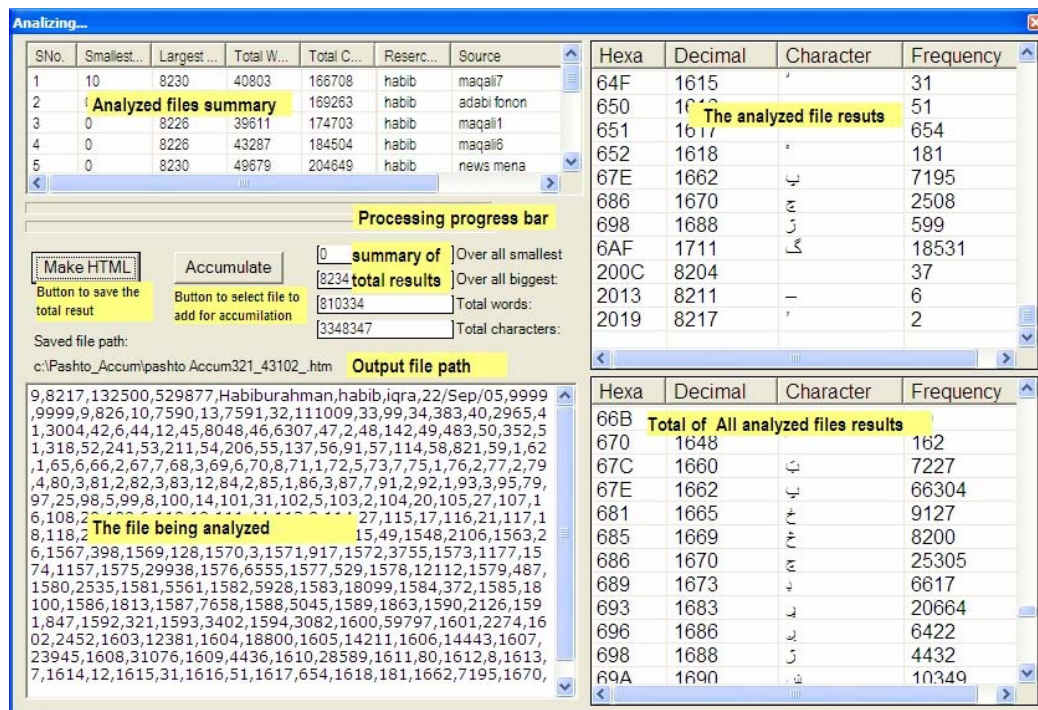 Analizing...
SNo. Smallest... Largest ... Total W... Total C... Reserc... Source
1 10 8230 40803 166708 habib maqali7
2 169263 habib adabi fonon
Analyzed files summary
3 0 8226 39611 174703 habib maqali1
4 0 8226 43287 184504 habib maqali6
5 0 8230 49679 204649 habib news mena
Processing progress bar
Make HTML
Accumulate
Button to save the
total resut
Button to select file to
add for accumilation
summary of
total results
0 Over all smallest
8234 Over all biggest:
810334 Total words:
3348347 Total characters:
Saved file path:
c:\Pashto_Accum\pashto Accum321_43102_.htm
Output file path
9,8217,132500,529877,Habiburahman,habib,iqra,22/Sep/05,9999
,9999,9,826,10,7590,13,7591,32,111009,33,99,34,383,40,2965,4
1,3004,42,6,44,12,45,8048,46,6307,47,2,48,142,49,483,50,352,5
1,318,52,241,53,211,54,206,55,137,56,91,57,114,58,821,59,1,62
,1,65,6,66,2,67,7,68,3,69,6,70,8,71,1,72,5,73,7,75,1,76,2,77,2,79
,4,80,3,81,2,82,3,83,12,84,2,85,1,86,3,87,7,91,2,92,1,93,3,95,79,
97,25,98,5,99,8,100,14,101,31,102,5,103,2,104,20,105,27,107,1
27,115,17,116,21,117,1
The file being analyzed
8,118,2 15,49,1548,2106,1563,2
6,1567,398,1569,128,1570,3,1571,917,1572,3755,1573,1177,15
74,1157,1575,29938,1576,6555,1577,529,1578,12112,1579,487,
1580,2535,1581,5561,1582,5928,1583,18099,1584,372,1585,18
100,1586,1813,1587,7658,1588,5045,1589,1863,1590,2126,159
1,847,1592,321,1593,3402,1594,3082,1600,59797,1601,2274,16
02,2452,1603,12381,1604,18800,1605,14211,1606,14443,1607,
23945,1608,31076,1609,4436,1610,28589,1611,80,1612,8,1613,
7,1614,12,1615,31,1616,51,1617,654,1618,181,1662,7195,1670,
Hexa Decimal Character Frequency
64F 1615 31
650 51
The analyzed file resuts
651 1617 654
652 1618 181
67E 1662 پ 7195
686 1670 چ 2508
698 1688 ژ 599
6AF 1711 گ 18531
200C 8204 37
2013 8211 – 6
2019 8217 ’ 2
Hexa Decimal Character Frequency
66B
Total of All analyzed files results
670 1648 162
67C 1660 ټ 7227
67E 1662 پ 66304
681 1665 ځ 9127
685 1669 څ 8200
686 1670 چ 25305
689 1673 ډ 6617
693 1683 ړ 20664
696 1686 ږ 6422
698 1688 ژ 4432
69A 1690 ښ 10349